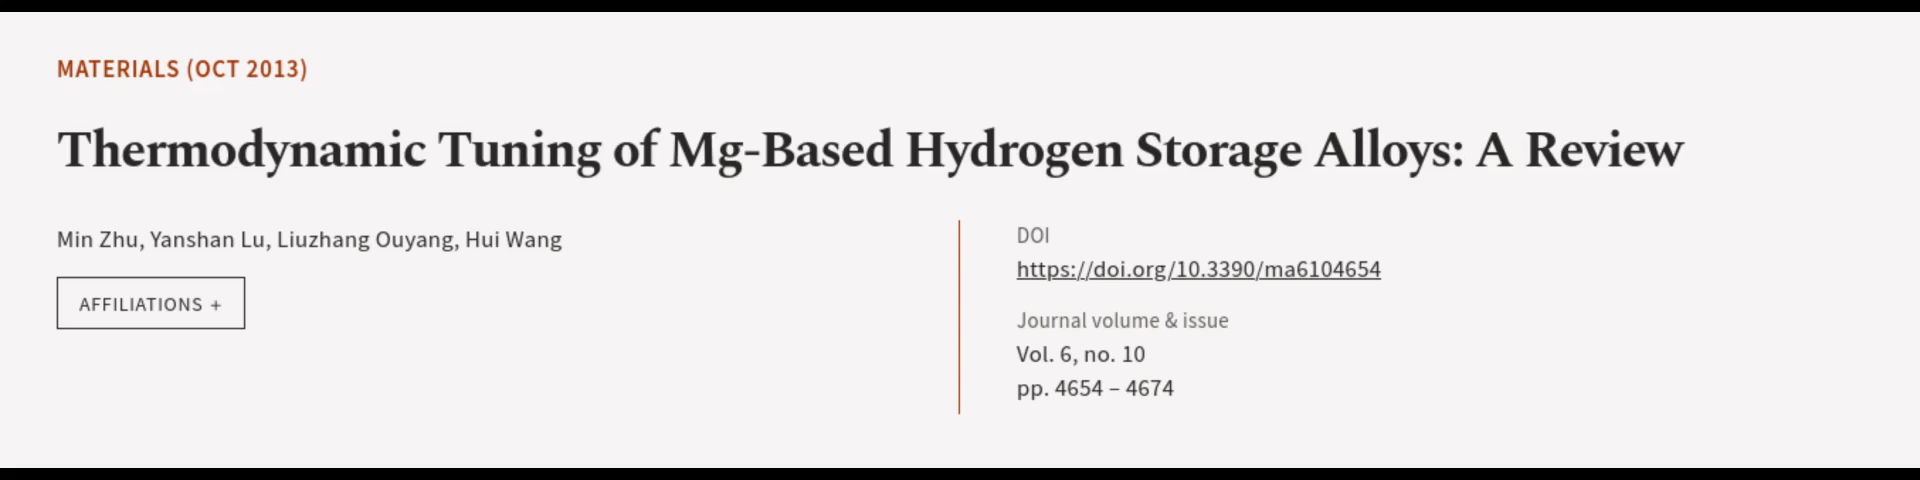 MATERIALS (OCT 2013)
Thermodynamic Tuning of Mg-Based Hydrogen Storage Alloys: A Review
Min Zhu, Yanshan Lu, Liuzhang Ouyang, Hui Wang
AFFILIATIONS +
DOI
https://doi.org/10.3390/ma6104654
Journal volume & issue
Vol. 6, no. 10
pp. 4654 – 4674